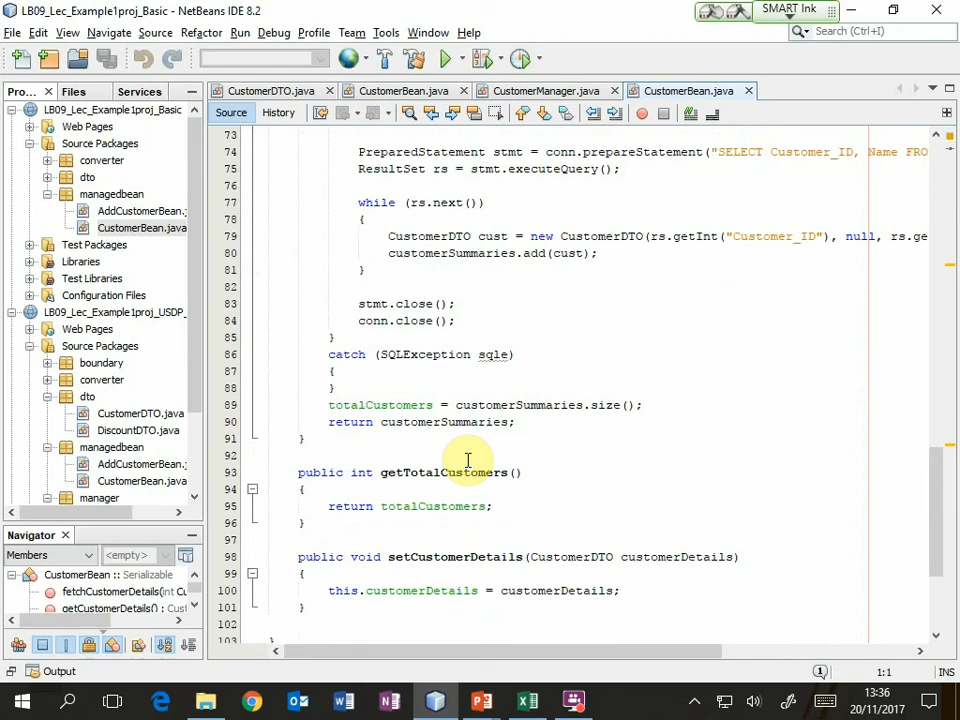 LB09_Lec_Example1proj_Basic - NetBeans IDE 8.2
SMART Ink
File Edit View Navigate Source Refactor Run Debug Profile Team Tools Window Help
Search (Ctrl+I)
Pro... Files Services
CustomerDTO.java CustomerBean.java CustomerManager.java CustomerBean.java
Source History
LB09_Lec_Example1proj_Basic
Web Pages
Source Packages
converter
dto
managedbean
AddCustomerBean.j
CustomerBean.java
Test Packages
Libraries
Test Libraries
Configuration Files
LB09_Lec_Example1proj_USDP_
Web Pages
Source Packages
boundary
converter
dto
CustomerDTO.java
DiscountDTO.java
managedbean
AddCustomerBean.j
CustomerBean.java
manager
Navigator
Members <empty>
CustomerBean :: Serializable
fetchCustomerDetails(int Cu
getCustomerDetails() : Cust
73
74 PreparedStatement stmt = conn.prepareStatement("SELECT Customer_ID, Name FRO
75 ResultSet rs = stmt.executeQuery();
76
77 while (rs.next())
78 {
79 CustomerDTO cust = new CustomerDTO(rs.getInt("Customer_ID"), null, rs.ge
80 customerSummaries.add(cust);
81 }
82
83 stmt.close();
84 conn.close();
85 }
86 catch (SQLException sqle)
87 {
88 }
89 totalCustomers = customerSummaries.size();
90 return customerSummaries;
91 }
92
93 public int getTotalCustomers()
94 {
95 return totalCustomers;
96 }
97
98 public void setCustomerDetails(CustomerDTO customerDetails)
99 {
100 this.customerDetails = customerDetails;
101 }
102
103 }
Output
1 1:1 INS
13:36
20/11/2017